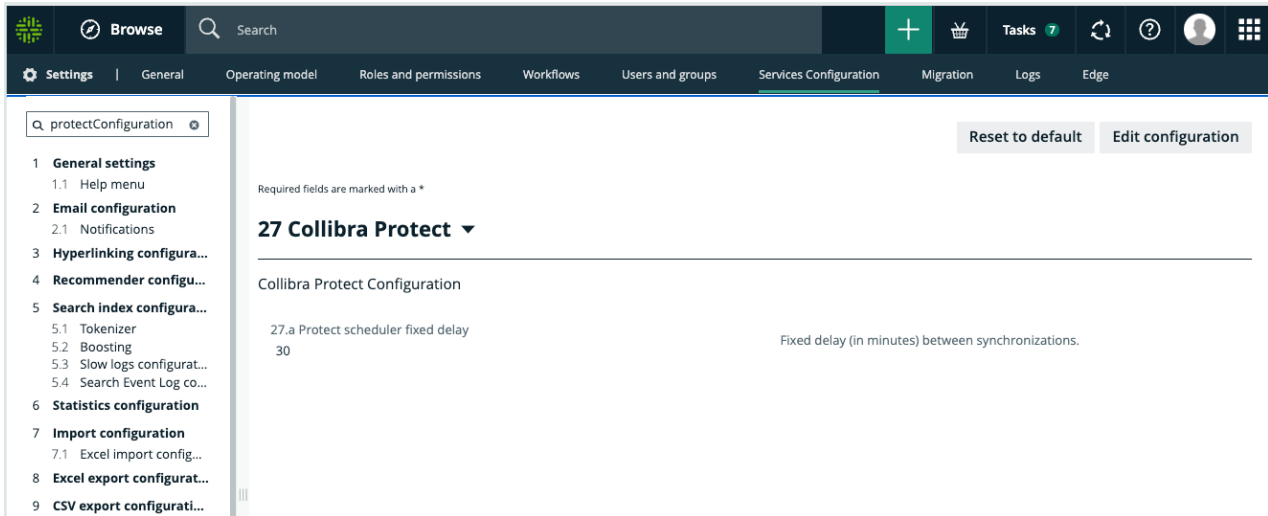 Browse
Search
Tasks 7
Settings | General Operating model Roles and permissions Workflows Users and groups Services Configuration Migration Logs Edge
protectConfiguration
1 General settings
1.1 Help menu
2 Email configuration
2.1 Notifications
3 Hyperlinking configura...
4 Recommender configu...
5 Search index configura...
5.1 Tokenizer
5.2 Boosting
5.3 Slow logs configurat...
5.4 Search Event Log co...
6 Statistics configuration
7 Import configuration
7.1 Excel import config...
8 Excel export configurat...
9 CSV export configurati...
Reset to default Edit configuration
Required fields are marked with a *
27 Collibra Protect
Collibra Protect Configuration
27.a Protect scheduler fixed delay
30
Fixed delay (in minutes) between synchronizations.